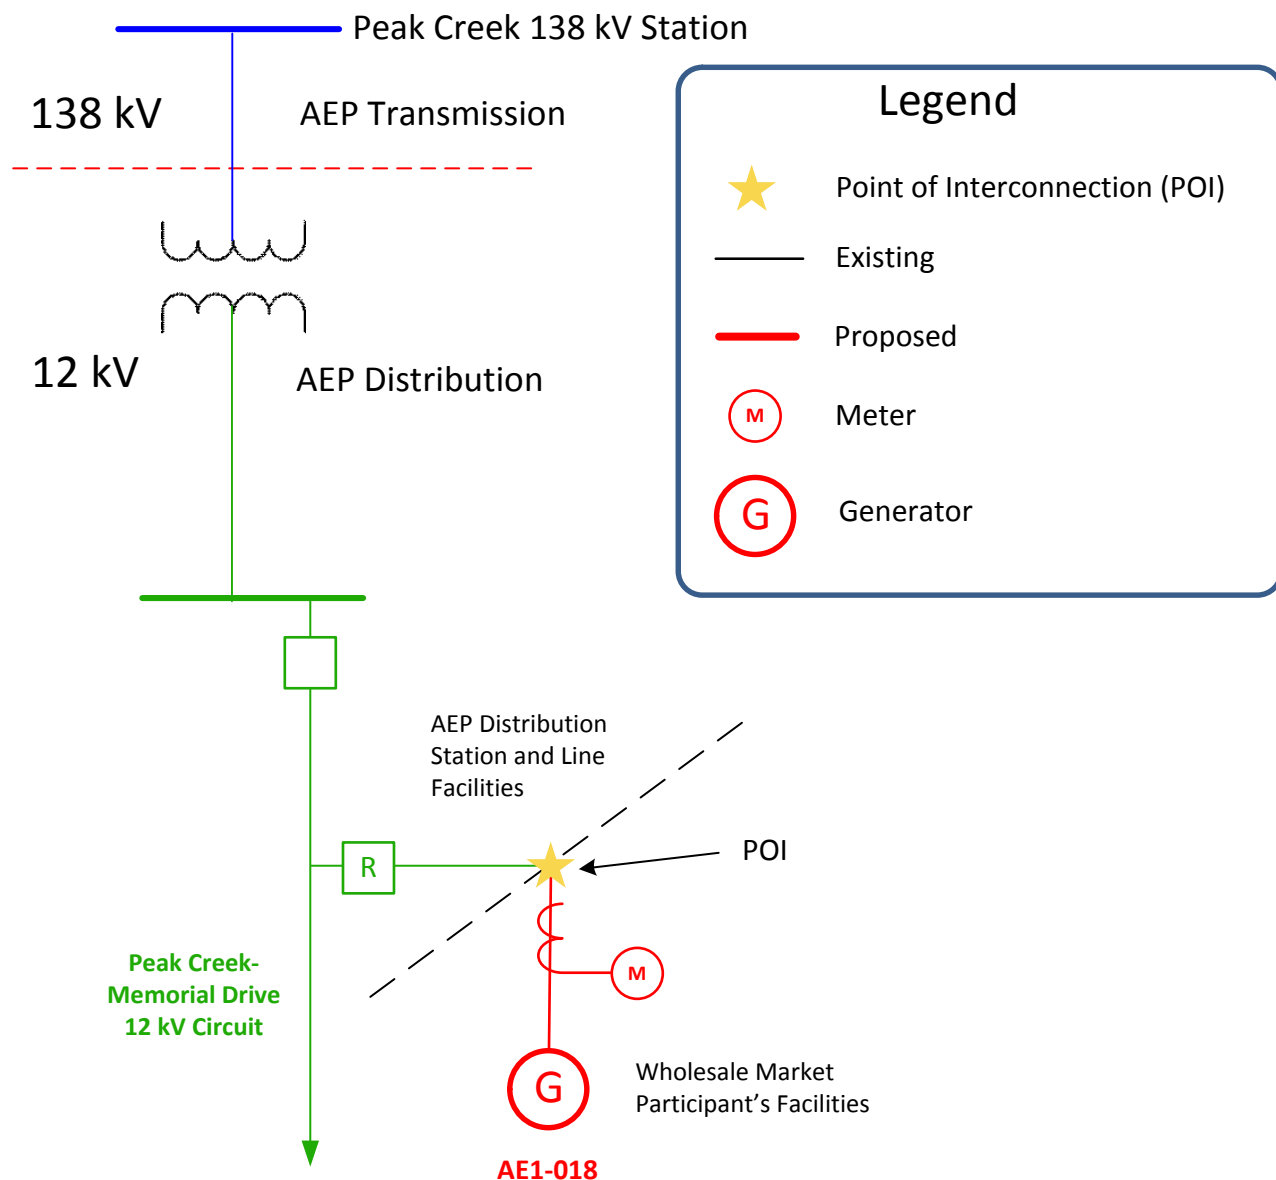 Peak Creek 138 kV Station
138 kV
AEP Transmission
12 kV
AEP Distribution
Legend
Point of Interconnection (POI)
Existing
Proposed
M
Meter
G
Generator
AEP Distribution
Station and Line
Facilities
POI
R
Peak Creek-
Memorial Drive
12 kV Circuit
M
G
Wholesale Market
Participant’s Facilities
AE1-018